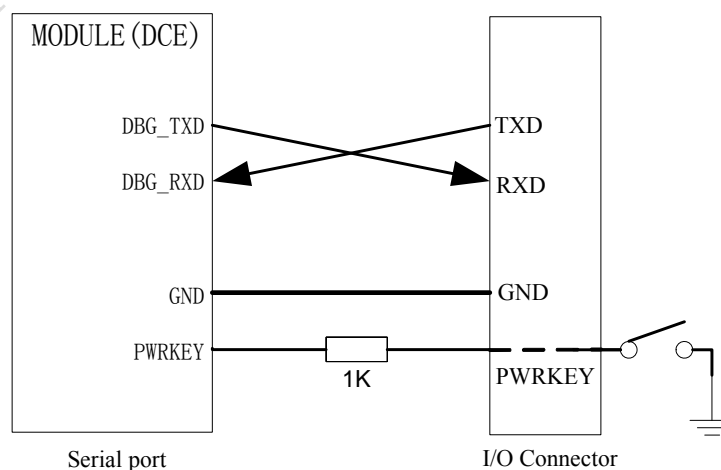 MODULE(DCE)
DBG_TXD
TXD
DBG_RXD
RXD
GND
GND
PWRKEY
1K
PWRKEY
Serial port
I/O Connector